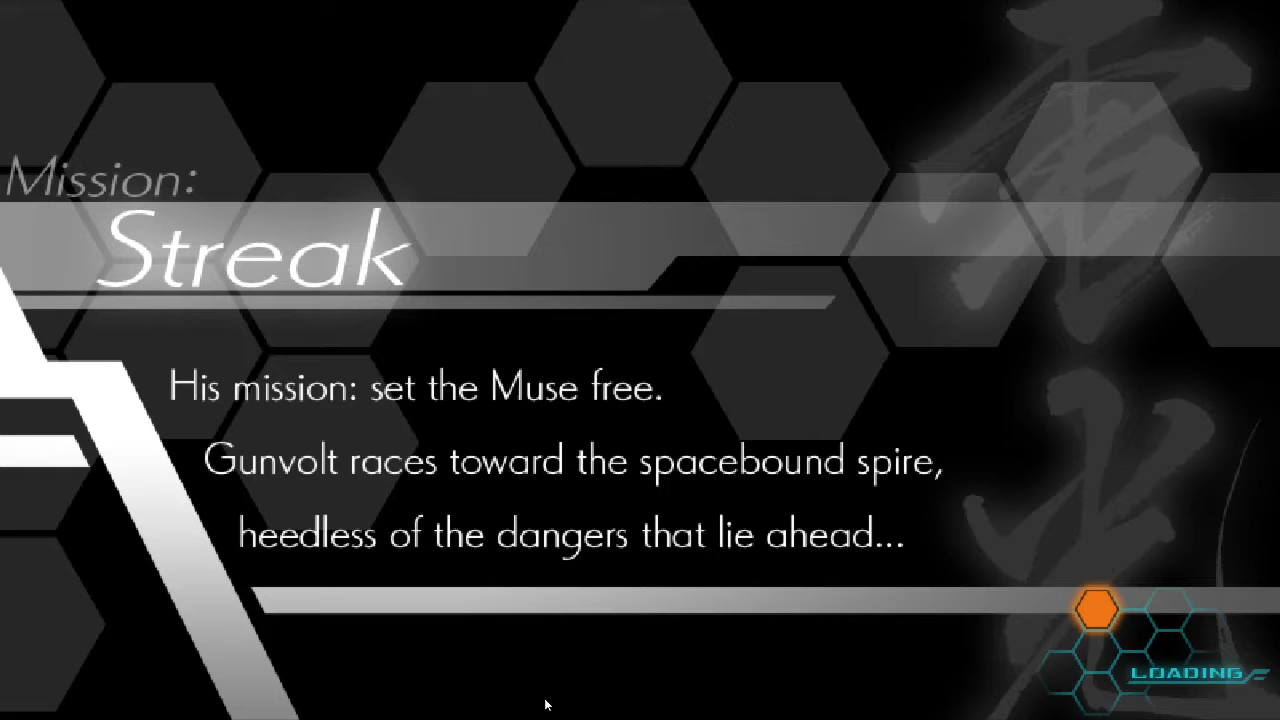 Mission:
Streak
His mission: set the Muse free.
Gunvolt races toward the spacebound spire,
heedless of the dangers that lie ahead...
LOADING